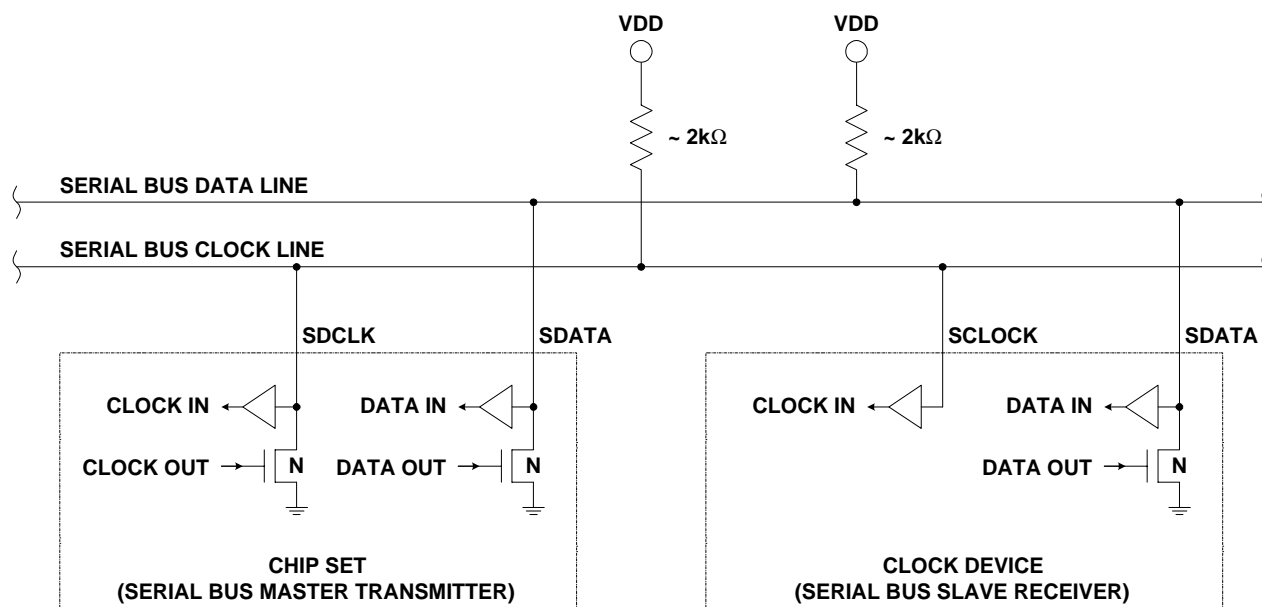 VDD VDD
~ 2kΩ ~ 2kΩ
SERIAL BUS DATA LINE
SERIAL BUS CLOCK LINE
SDCLK SDATA SCLOCK SDATA
CLOCK IN DATA IN CLOCK IN DATA IN
CLOCK OUT N DATA OUT N DATA OUT N
CHIP SET
(SERIAL BUS MASTER TRANSMITTER)
CLOCK DEVICE
(SERIAL BUS SLAVE RECEIVER)